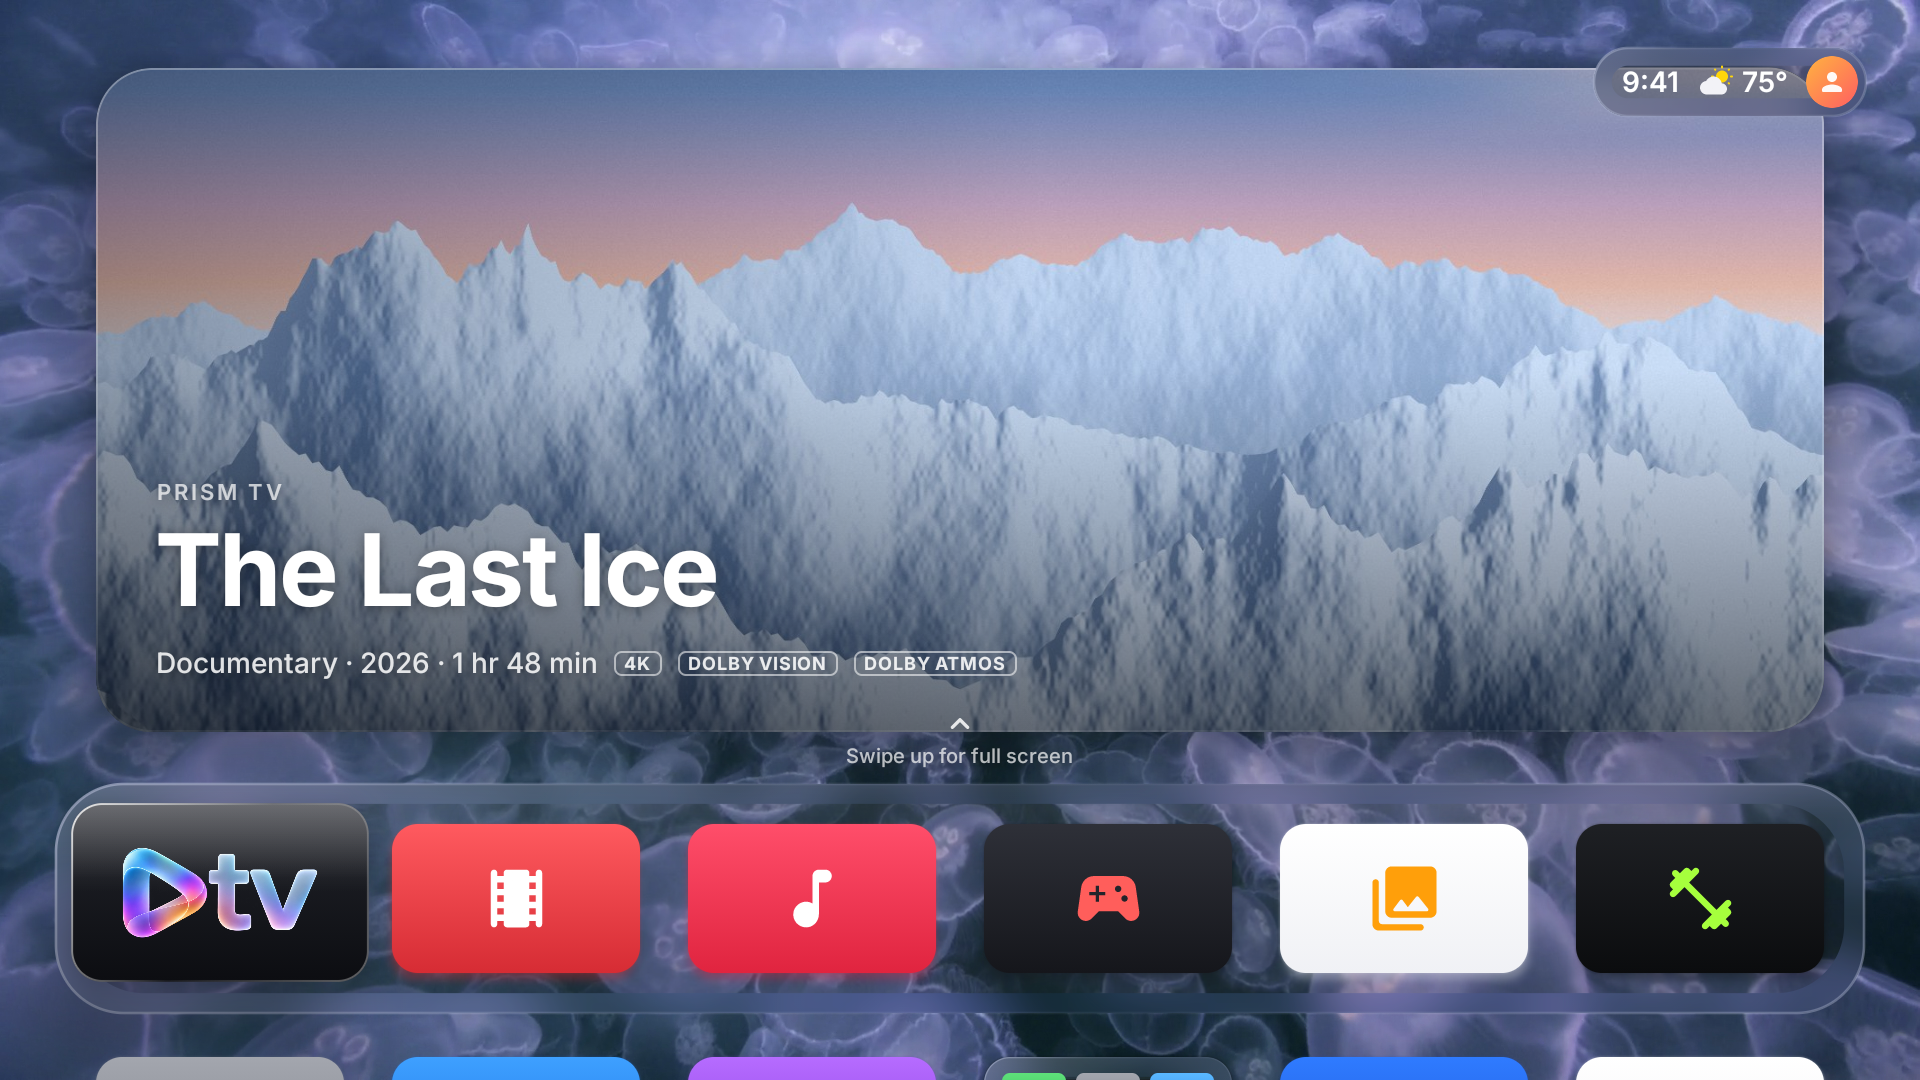 9:41 75°
PRISM TV
The Last Ice
Documentary · 2026 · 1 hr 48 min 4K DOLBY VISION DOLBY ATMOS
Swipe up for full screen
tv